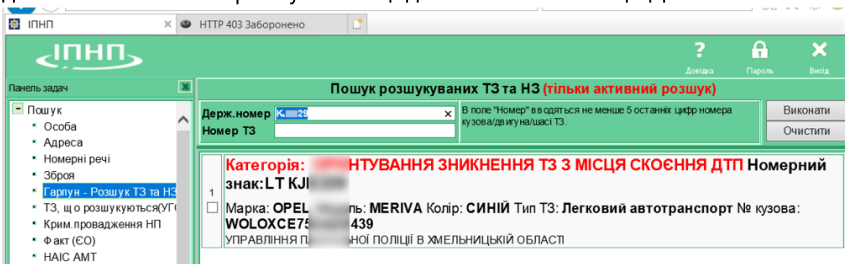 ІПНП
HTTP 403 Заборонено
ІПНП
Довідка
Пароль
Вихід
Панель задач
Пошук розшукуваних ТЗ та НЗ (тільки активний розшук)
Пошук
Особа
Адреса
Номерні речі
Зброя
Гарпун - Розшук ТЗ та НЗ
ТЗ, що розшукуються(УГ
Крим.провадження НП
Факт (ЄО)
НАІС АМТ
Держ.номер
29
Номер ТЗ
В поле "Номер" вводяться не менше 5 останніх цифр номера
кузова/двигуна/шасі ТЗ.
Виконати
Очистити
1
Категорія: НТУВАННЯ ЗНИКНЕННЯ ТЗ З МІСЦЯ СКОЄННЯ ДТП Номерний
знак:LT KJ
Марка: OPEL ль: MERIVA Колір: СИНІЙ Тип ТЗ: Легковий автотранспорт № кузова:
WOLOXCE75 439
УПРАВЛІННЯ П НОЇ ПОЛІЦІЇ В ХМЕЛЬНИЦЬКІЙ ОБЛАСТІ